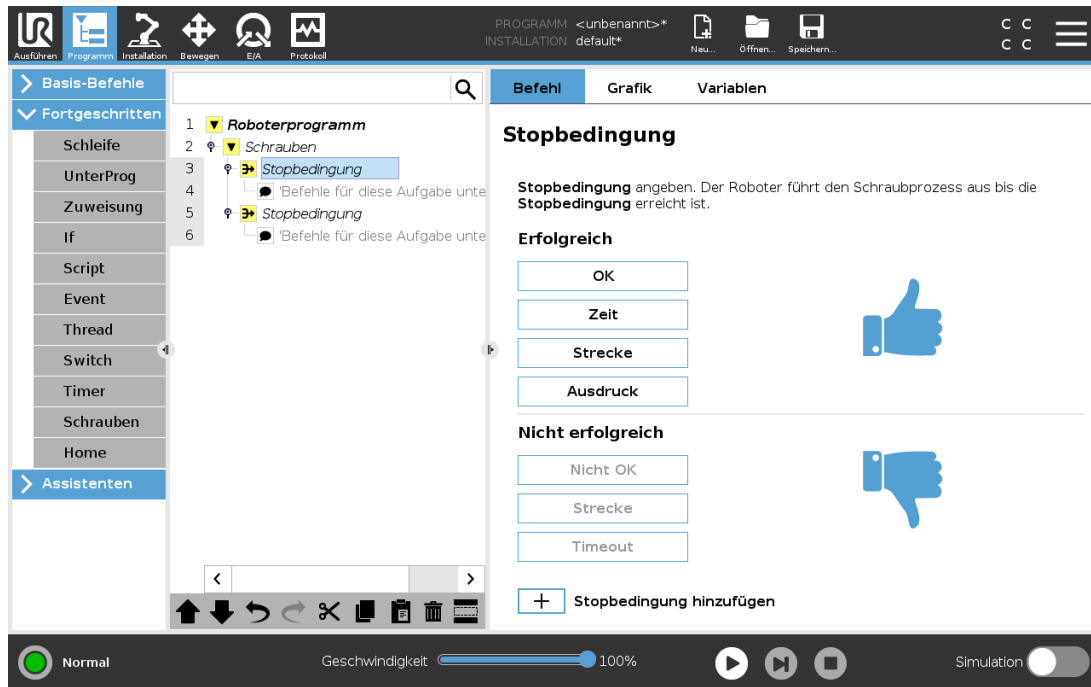 PROGRAMM <unbenannt>*
INSTALLATION default*
UR
Ausführen Programm Installation Bewegen E/A Protokoll
Neu... Öffnen... Speichern...
C C
C C
Basis-Befehle
Fortgeschritten
Schleife
UnterProg
Zuweisung
If
Script
Event
Thread
Switch
Timer
Schrauben
Home
Assistenten
1 Roboterprogramm
2 Schrauben
3 Stopbedingung
4 'Befehle für diese Aufgabe unte
5 Stopbedingung
6 'Befehle für diese Aufgabe unte
Befehl Grafik Variablen
Stopbedingung
Stopbedingung angeben. Der Roboter führt den Schraubprozess aus bis die
Stopbedingung erreicht ist.
Erfolgreich
OK
Zeit
Strecke
Ausdruck
Nicht erfolgreich
Nicht OK
Strecke
Timeout
+ Stopbedingung hinzufügen
Normal
Geschwindigkeit 100%
Simulation